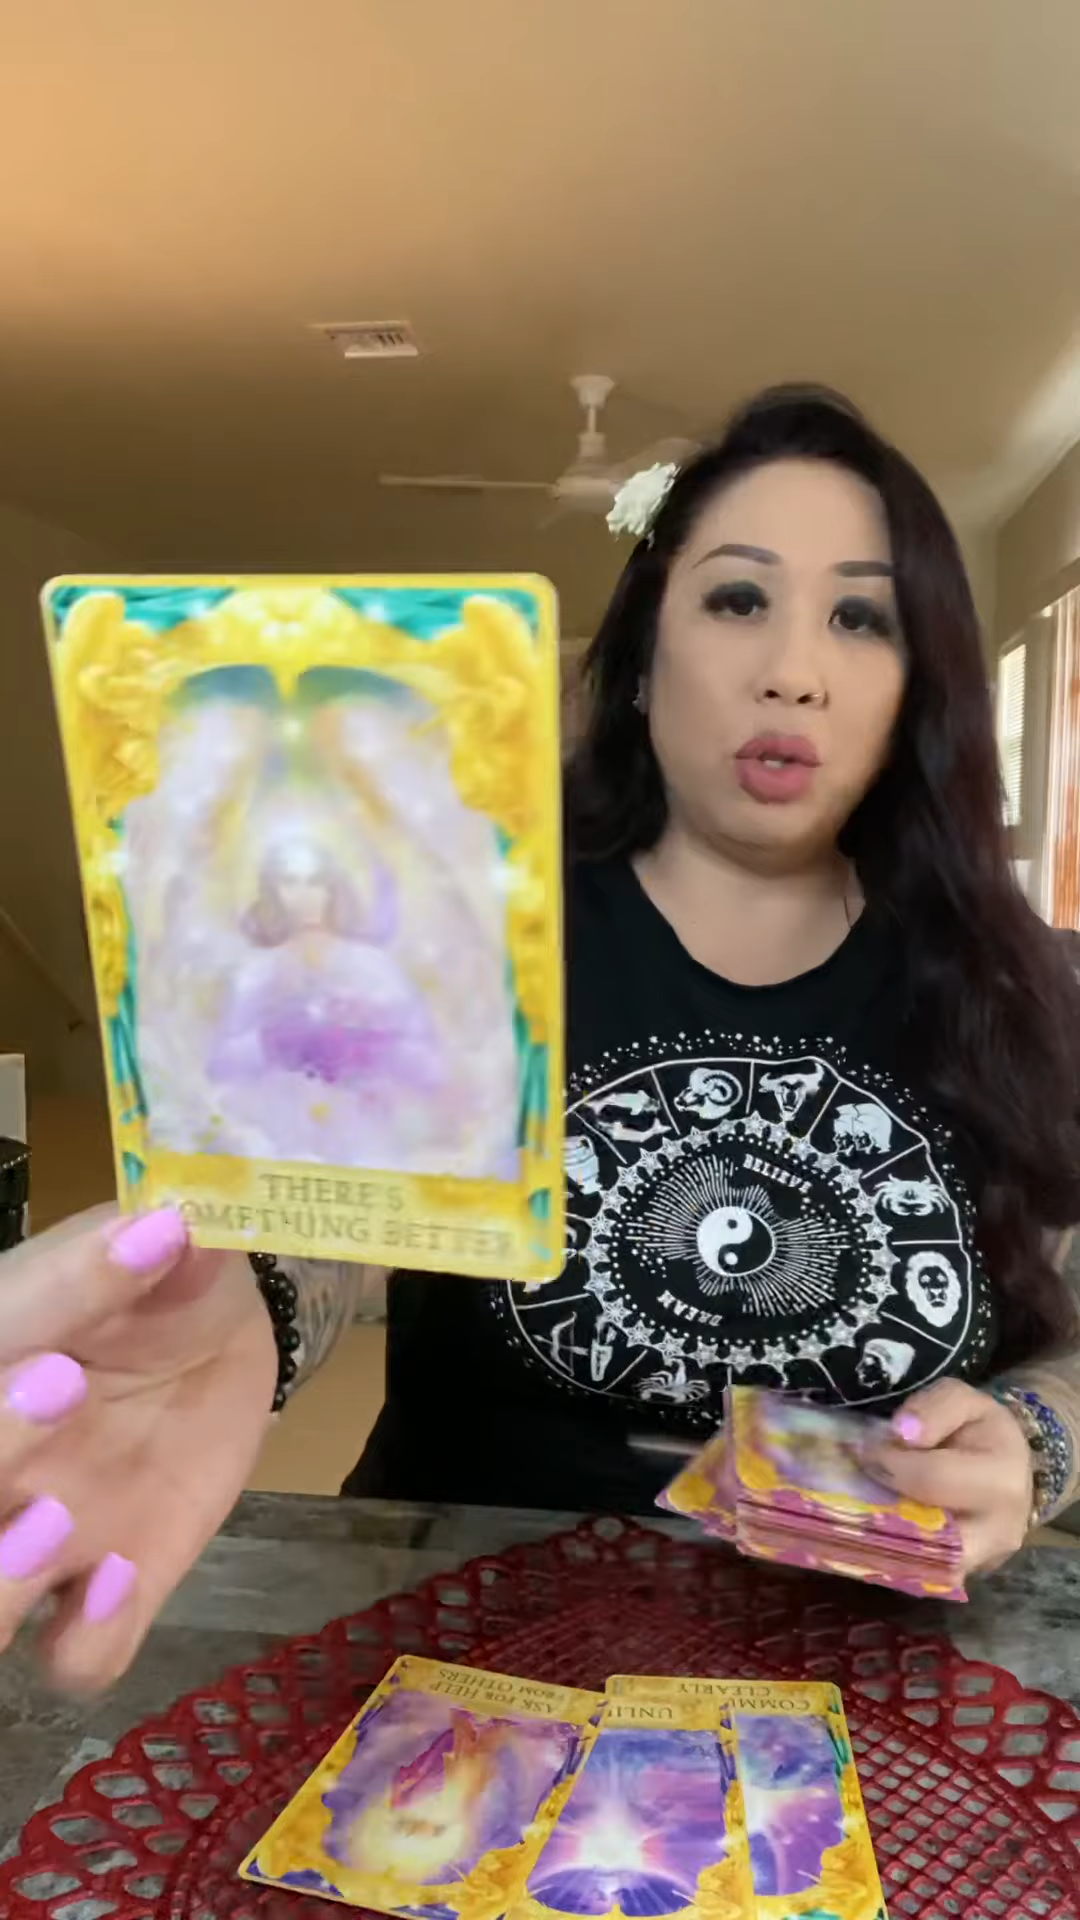 THERE'S
SOMETHING BETTER
BELIEVE
DREAM
ASK FOR HELP
FROM OTHERS
CLEARLY